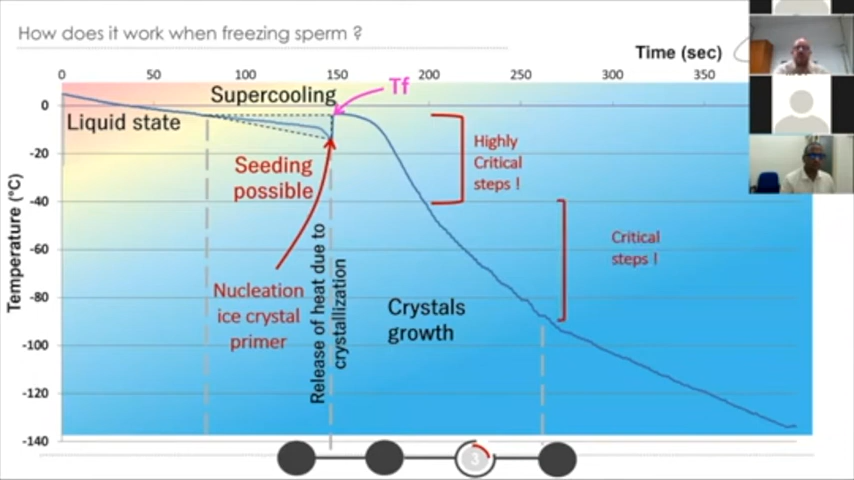 How does it work when freezing sperm ?
Time (sec)
0 50 100 150 200 250 300 350
Tf
Supercooling
Liquid state
Seeding
possible
Highly
Critical
steps !
Critical
steps !
Nucleation
ice crystal
primer
Release of heat due to
crystallization
Crystals
growth
Temperature (°C)
0
-20
-40
-60
-80
-100
-120
-140
3